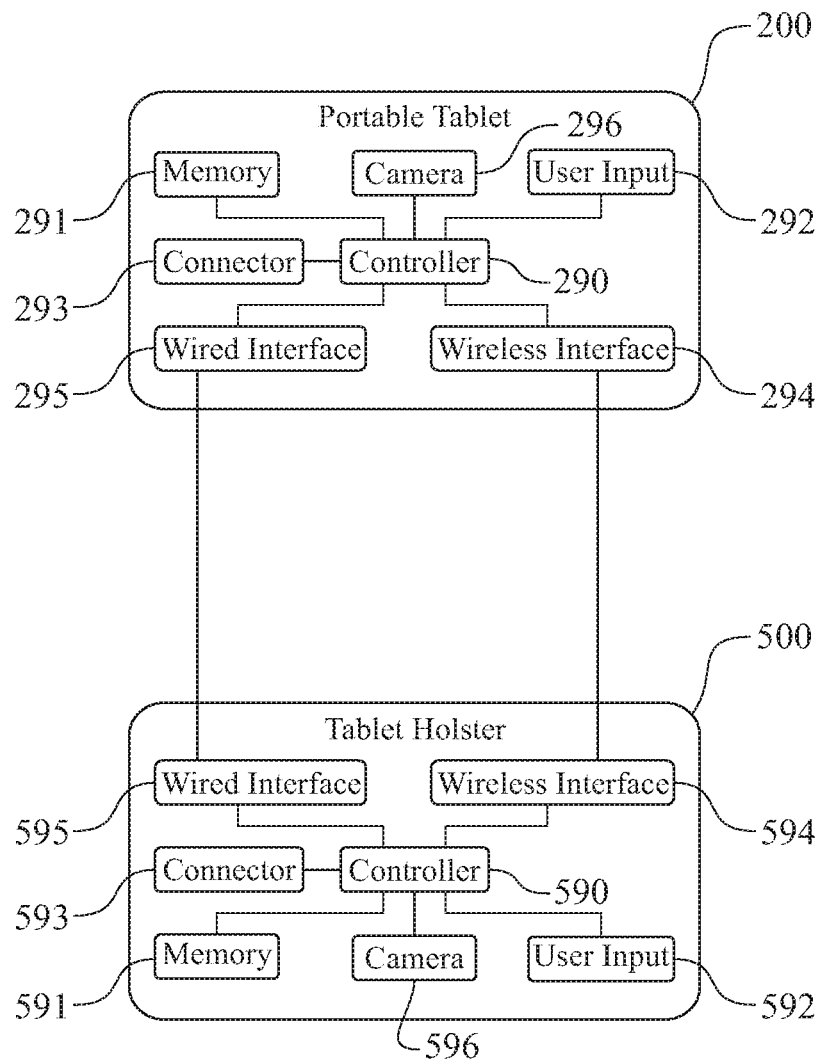 200
Portable Tablet
296
Memory
Camera
User Input
291
292
Connector
Controller
290
293
Wired Interface
Wireless Interface
295
294
500
Tablet Holster
Wired Interface
Wireless Interface
595
594
Connector
Controller
590
593
Memory
Camera
User Input
591
592
596